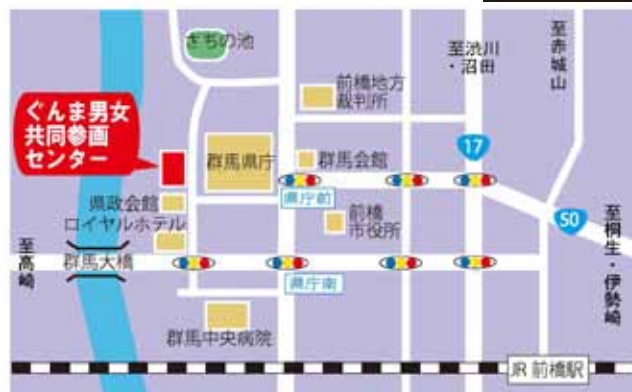 さちの池
至渋川
・沼田
至赤城山
前橋地方
裁判所
ぐんま男女
共同参画
センター
17
群馬県庁
群馬会館
県庁前
県政会館
ロイヤルホテル
前橋
市役所
50
至高崎
群馬大橋
至桐生・伊勢崎
県庁南
群馬中央病院
JR 前橋駅